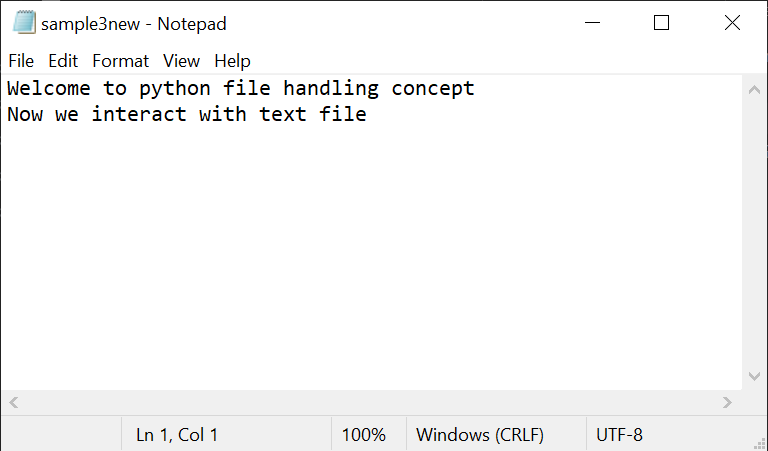 sample3new - Notepad
File Edit Format View Help
Welcome to python file handling concept
Now we interact with text file
Ln 1, Col 1 100% Windows (CRLF) UTF-8